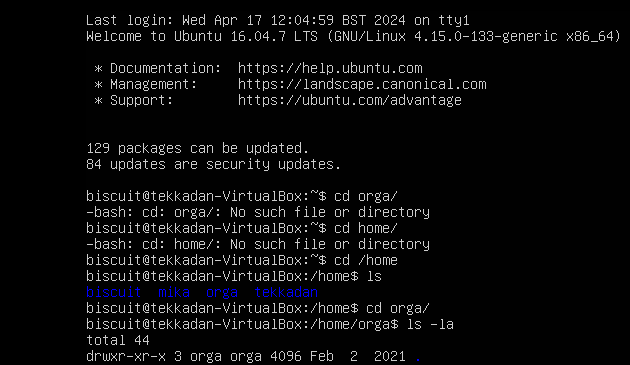 Last login: Wed Apr 17 12:04:59 BST 2024 on tty1
Welcome to Ubuntu 16.04.7 LTS (GNU/Linux 4.15.0-133-generic x86_64)
* Documentation:  https://help.ubuntu.com
* Management:     https://landscape.canonical.com
* Support:        https://ubuntu.com/advantage
129 packages can be updated.
84 updates are security updates.
biscuit@tekkadan-VirtualBox:~$ cd orga/
-bash: cd: orga/: No such file or directory
biscuit@tekkadan-VirtualBox:~$ cd home/
-bash: cd: home/: No such file or directory
biscuit@tekkadan-VirtualBox:~$ cd /home
biscuit@tekkadan-VirtualBox:/home$ ls
biscuit  mika  orga  tekkadan
biscuit@tekkadan-VirtualBox:/home$ cd orga/
biscuit@tekkadan-VirtualBox:/home/orga$ ls -la
total 44
drwxr-xr-x 3 orga orga 4096 Feb  2  2021 .